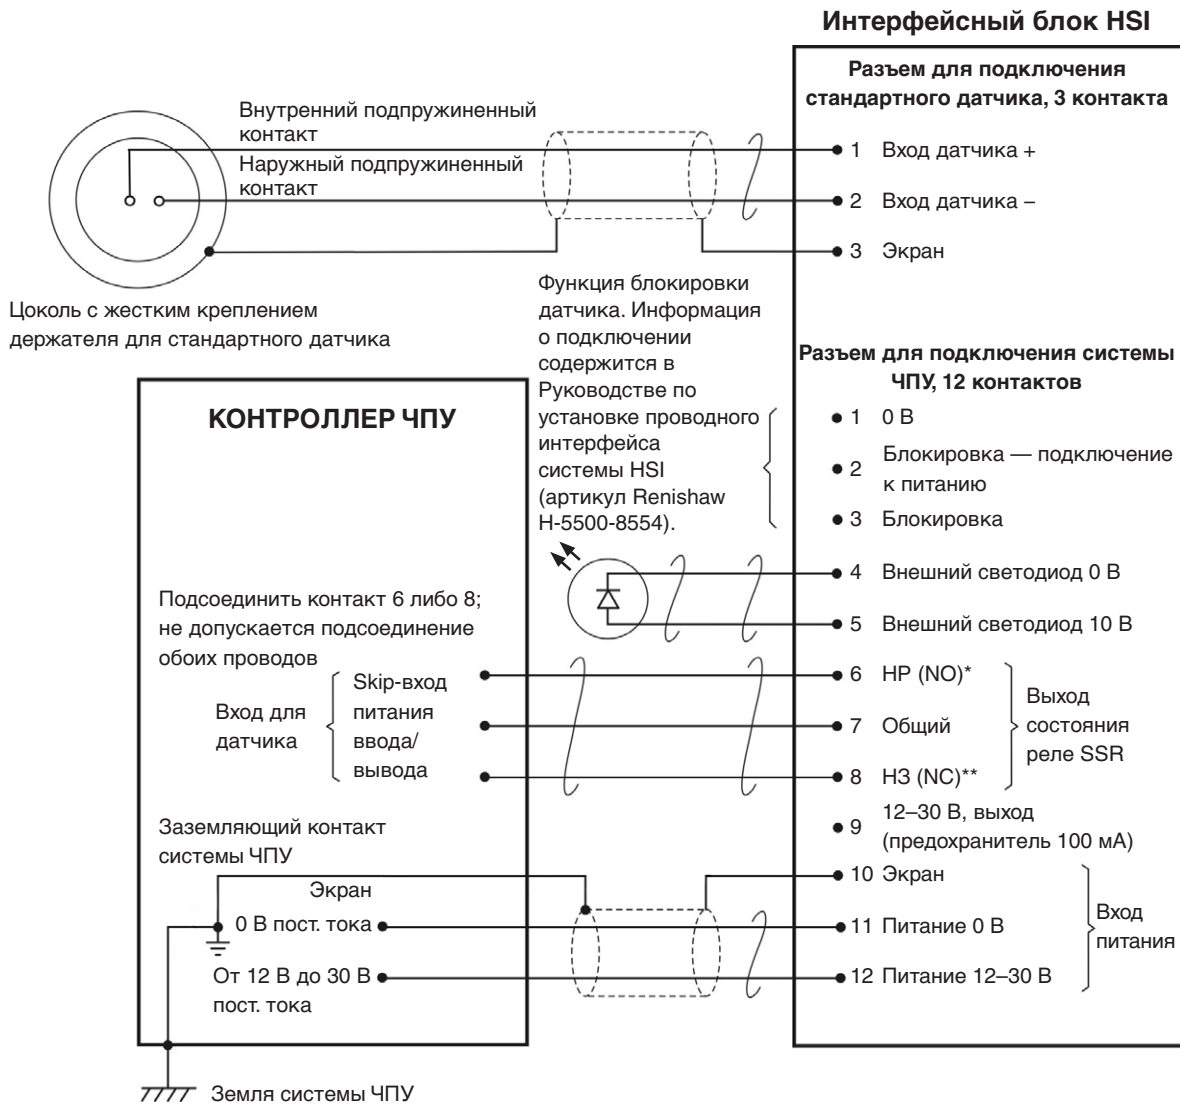 Интерфейсный блок HSI
Разъем для подключения
стандартного датчика, 3 контакта
Внутренний подпружиненный
контакт
Наружный подпружиненный
контакт
1 Вход датчика +
2 Вход датчика –
3 Экран
Цоколь с жестким креплением
держателя для стандартного датчика
Функция блокировки
датчика. Информация
о подключении
содержится в
Руководстве по
установке проводного
интерфейса
системы HSI
(артикул Renishaw
H-5500-8554).
Разъем для подключения системы
ЧПУ, 12 контактов
1 0 В
2 Блокировка — подключение
к питанию
3 Блокировка
4 Внешний светодиод 0 В
5 Внешний светодиод 10 В
6 НР (NO)*
7 Общий
8 НЗ (NC)**
Выход
состояния
реле SSR
9 12–30 В, выход
(предохранитель 100 мА)
10 Экран
11 Питание 0 В
12 Питание 12–30 В
Вход
питания
КОНТРОЛЛЕР ЧПУ
Подсоединить контакт 6 либо 8;
не допускается подсоединение
обоих проводов
Вход для
датчика
Skip-вход
питания
ввода/
вывода
Заземляющий контакт
системы ЧПУ
Экран
0 В пост. тока
От 12 В до 30 В
пост. тока
Земля системы ЧПУ